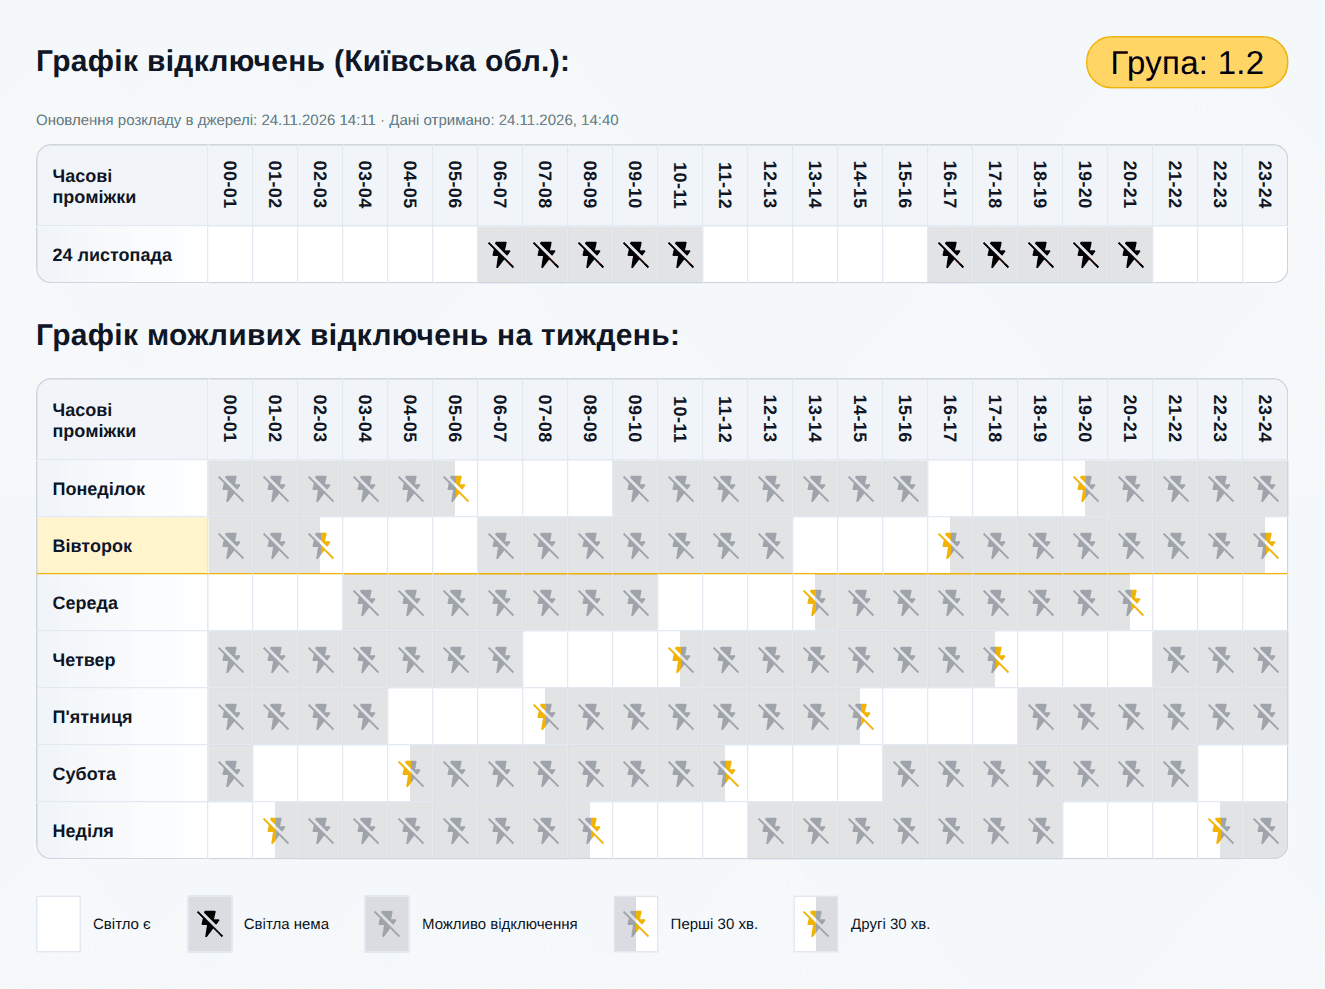 Графік відключень (Київська обл.):
Група: 1.2
Оновлення розкладу в джерелі: 24.11.2026 14:11 · Дані отримано: 24.11.2026, 14:40
Часові
проміжки
00-01 01-02 02-03 03-04 04-05 05-06 06-07 07-08 08-09 09-10 10-11 11-12 12-13 13-14 14-15 15-16 16-17 17-18 18-19 19-20 20-21 21-22 22-23 23-24
24 листопада
Графік можливих відключень на тиждень:
Часові
проміжки
00-01 01-02 02-03 03-04 04-05 05-06 06-07 07-08 08-09 09-10 10-11 11-12 12-13 13-14 14-15 15-16 16-17 17-18 18-19 19-20 20-21 21-22 22-23 23-24
Понеділок
Вівторок
Середа
Четвер
П'ятниця
Субота
Неділя
Світло є
Світла нема
Можливо відключення
Перші 30 хв.
Другі 30 хв.